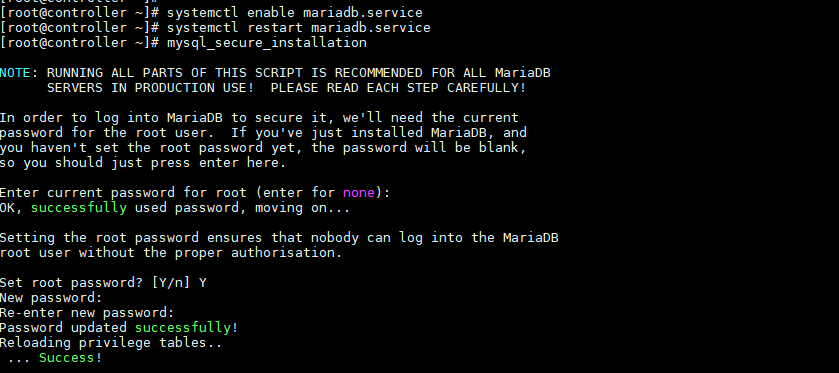 [root@controller ~]# systemctl enable mariadb.service
[root@controller ~]# systemctl restart mariadb.service
[root@controller ~]# mysql_secure_installation
NOTE: RUNNING ALL PARTS OF THIS SCRIPT IS RECOMMENDED FOR ALL MariaDB
SERVERS IN PRODUCTION USE!  PLEASE READ EACH STEP CAREFULLY!
In order to log into MariaDB to secure it, we'll need the current
password for the root user.  If you've just installed MariaDB, and
you haven't set the root password yet, the password will be blank,
so you should just press enter here.
Enter current password for root (enter for none):
OK, successfully used password, moving on...
Setting the root password ensures that nobody can log into the MariaDB
root user without the proper authorisation.
Set root password? [Y/n] Y
New password:
Re-enter new password:
Password updated successfully!
Reloading privilege tables..
... Success!